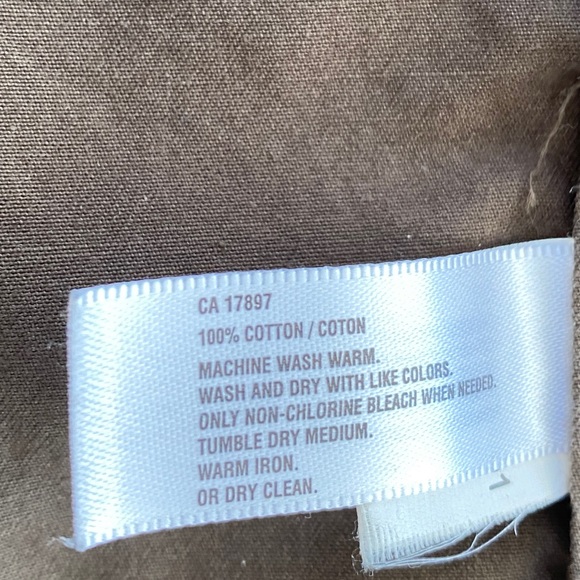 CA 17897
100% COTTON / COTON
MACHINE WASH WARM.
WASH AND DRY WITH LIKE COLORS.
ONLY NON-CHLORINE BLEACH WHEN NEEDED.
TUMBLE DRY MEDIUM.
WARM IRON.
OR DRY CLEAN.
1